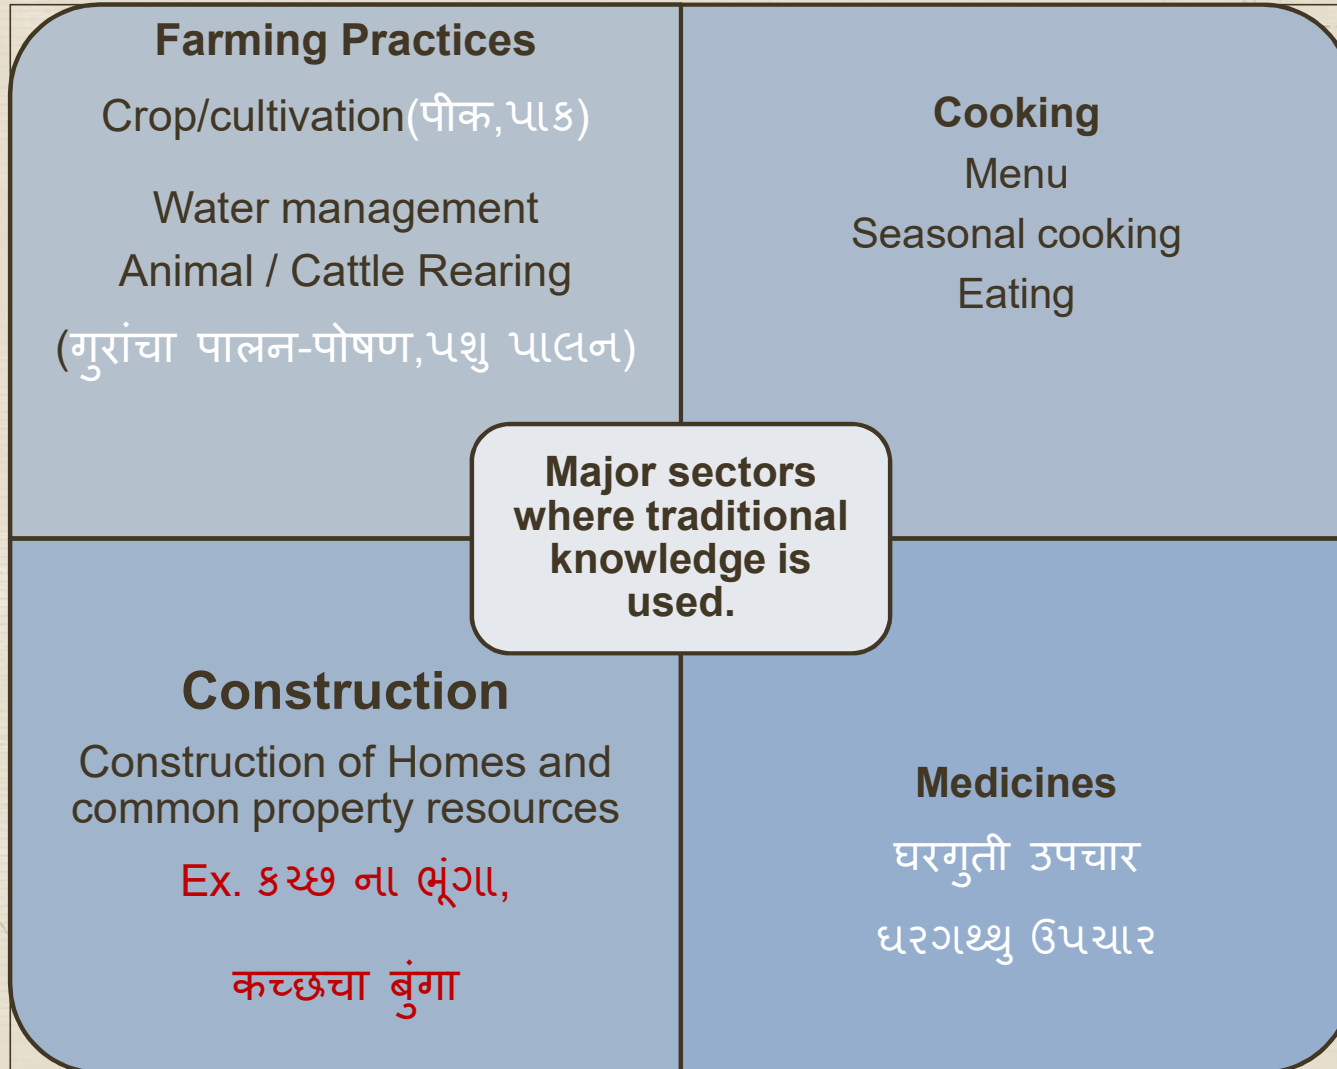 Farming Practices
Crop/cultivation(पीक,પાક)
Water management
Animal / Cattle Rearing
(गुरांचा पालन-पोषण,પશુ પાલન)
Cooking
Menu
Seasonal cooking
Eating
Major sectors
where traditional
knowledge is
used.
Construction
Construction of Homes and
common property resources
Ex. કચ્છ ના ભૂંગા,
कच्छचा बुंगा
Medicines
घरगुती उपचार
ઘરગથ્થુ ઉપચાર